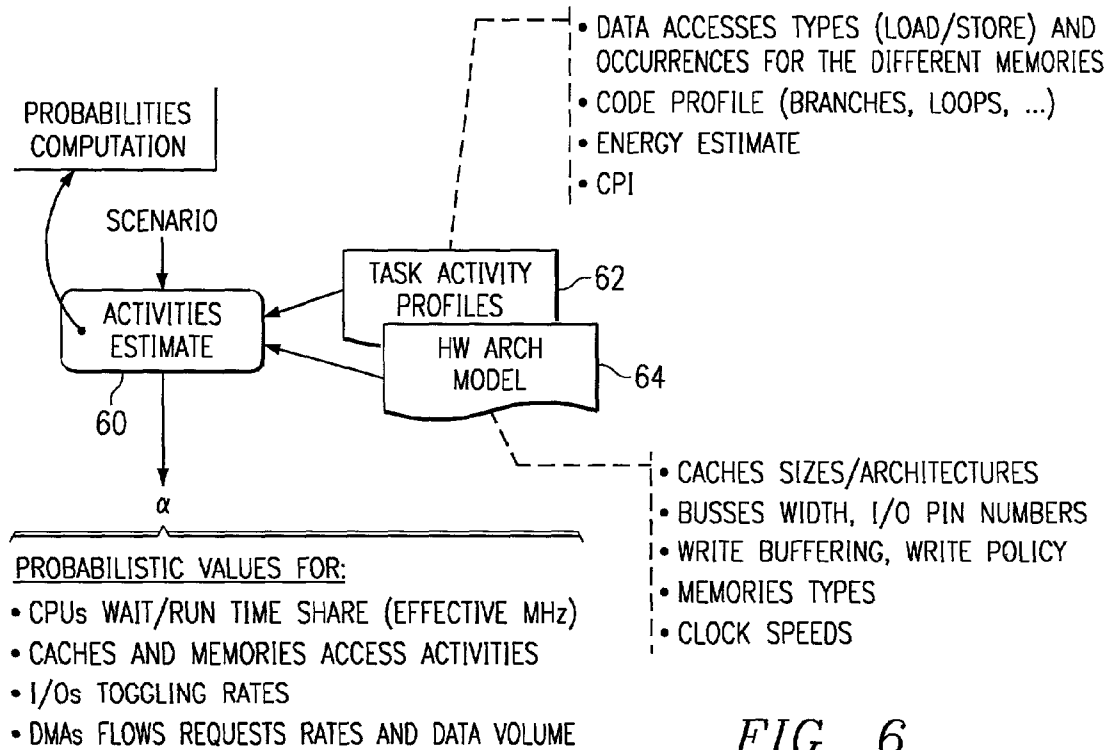 • DATA ACCESSES TYPES (LOAD/STORE) AND
OCCURRENCES FOR THE DIFFERENT MEMORIES
• CODE PROFILE (BRANCHES, LOOPS, ...)
• ENERGY ESTIMATE
• CPI
PROBABILITIES
COMPUTATION
SCENARIO
ACTIVITIES
ESTIMATE
60
TASK ACTIVITY
PROFILES
62
HW ARCH
MODEL
64
• CACHES SIZES/ARCHITECTURES
• BUSSES WIDTH, I/O PIN NUMBERS
• WRITE BUFFERING, WRITE POLICY
• MEMORIES TYPES
• CLOCK SPEEDS
α
PROBABILISTIC VALUES FOR:
• CPUs WAIT/RUN TIME SHARE (EFFECTIVE MHz)
• CACHES AND MEMORIES ACCESS ACTIVITIES
• I/Os TOGGLING RATES
• DMAs FLOWS REQUESTS RATES AND DATA VOLUME
FIG. 6